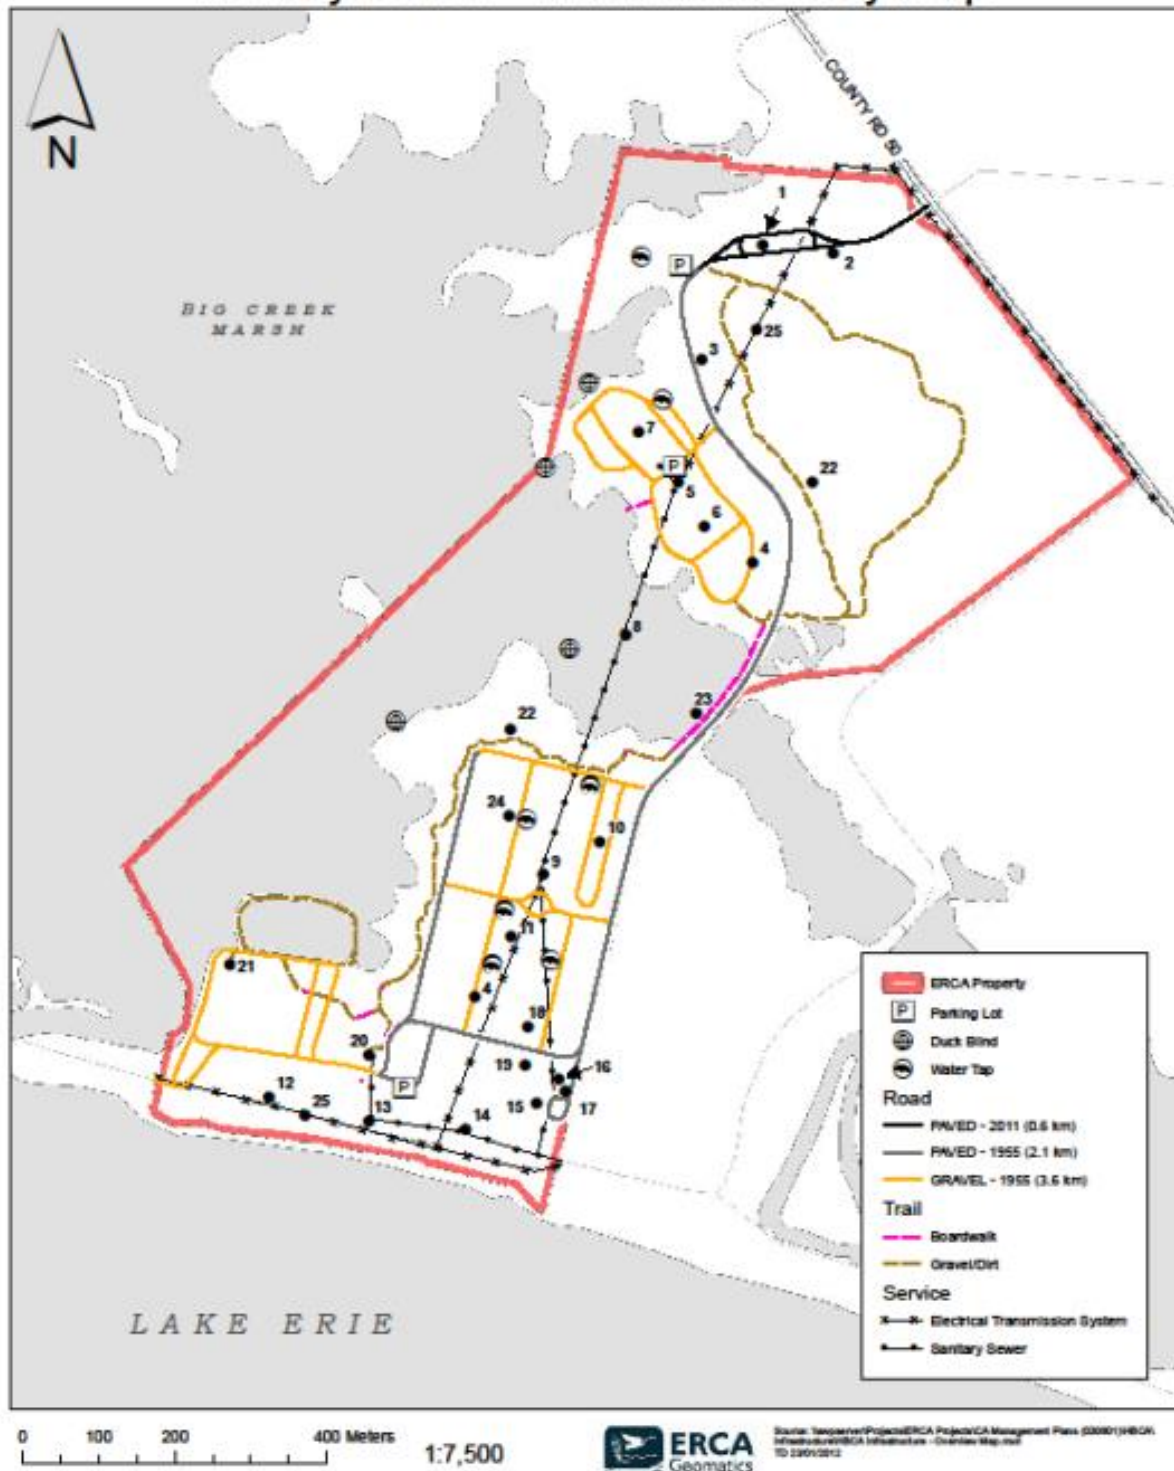 N
COUNTY RD 50
1
2
P
BIG CREEK
MARSH
25
3
7
P
5
22
6
4
8
23
22
24
10
9
11
21
4
18
20
19
16
P
12
25
13
14
15
17
LAKE ERIE
ERCA Property
P Parking Lot
Duck Blind
Water Tap
Road
PAVED - 2011 (0.6 km)
PAVED - 1955 (2.1 km)
GRAVEL - 1955 (3.6 km)
Trail
Boardwalk
Gravel/Dirt
Service
Electrical Transmission System
Sanitary Sewer
0 100 200 400 Meters
1:7,500
ERCA
Geomatics